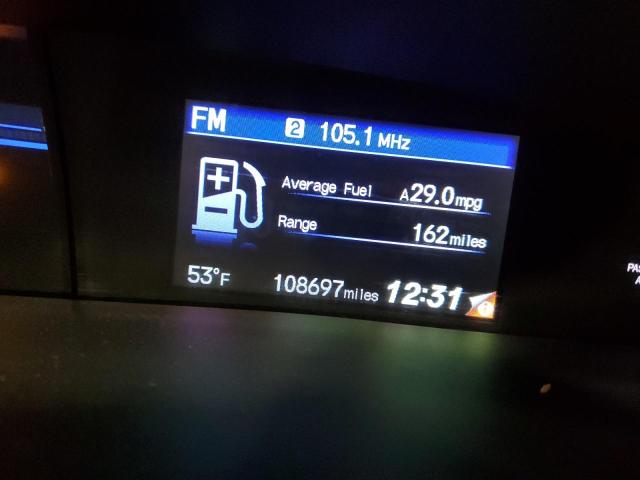 FM 2 105.1 MHz
Average Fuel A29.0mpg
Range 162miles
53°F 108697miles 12:31